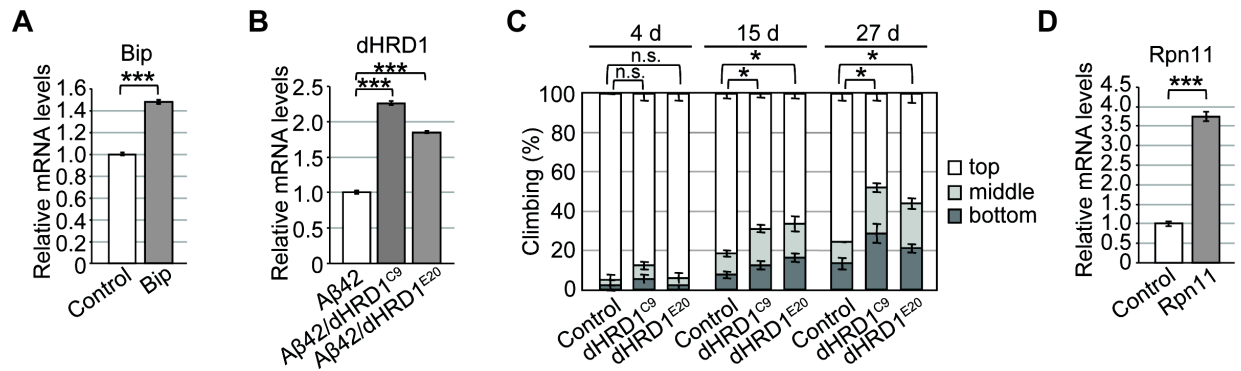 A
Bip
***
Relative mRNA levels
1.6
1.4
1.2
1.0
0.8
0.6
0.4
0.2
0
Control
Bip
B
dHRD1
***
***
Relative mRNA levels
2.5
2.0
1.5
1.0
0.5
0
Aβ42
Aβ42/dHRD1C9
Aβ42/dHRD1E20
C
4 d
15 d
27 d
n.s.
n.s.
*
*
*
*
Climbing (%)
100
80
60
40
20
0
Control
dHRD1C9
dHRD1E20
Control
dHRD1C9
dHRD1E20
Control
dHRD1C9
dHRD1E20
top
middle
bottom
D
Rpn11
***
Relative mRNA levels
4.5
4.0
3.5
3.0
2.5
2.0
1.5
1.0
0.5
0
Control
Rpn11